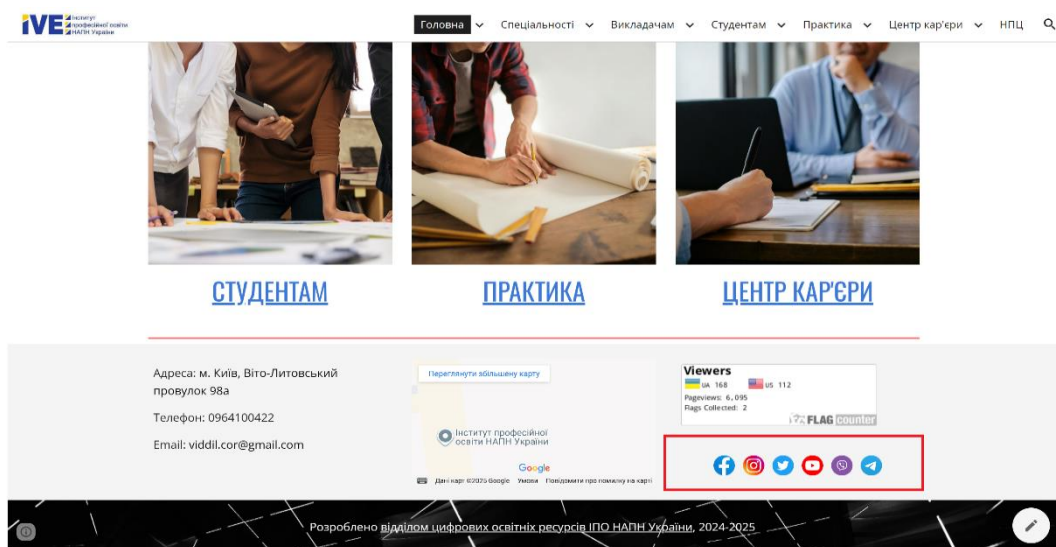 IVE Інститут
професійної освіти
НАПН України
Головна Спеціальності Викладачам Студентам Практика Центр кар'єри НПЦ
СТУДЕНТАМ ПРАКТИКА ЦЕНТР КАР'ЄРИ
Адреса: м. Київ, Віто-Литовський
провулок 98а
Телефон: 0964100422
Email: viddil.cor@gmail.com
Переглянути збільшену карту
Інститут професійної
освіти НАПН України
Google
Дані карт ©2025 Google Умови Повідомити про помилку на карті
Viewers
UA 168 US 112
Pageviews: 6,095
Flags Collected: 2
FLAG counter
Розроблено відділом цифрових освітніх ресурсів ІПО НАПН України, 2024-2025